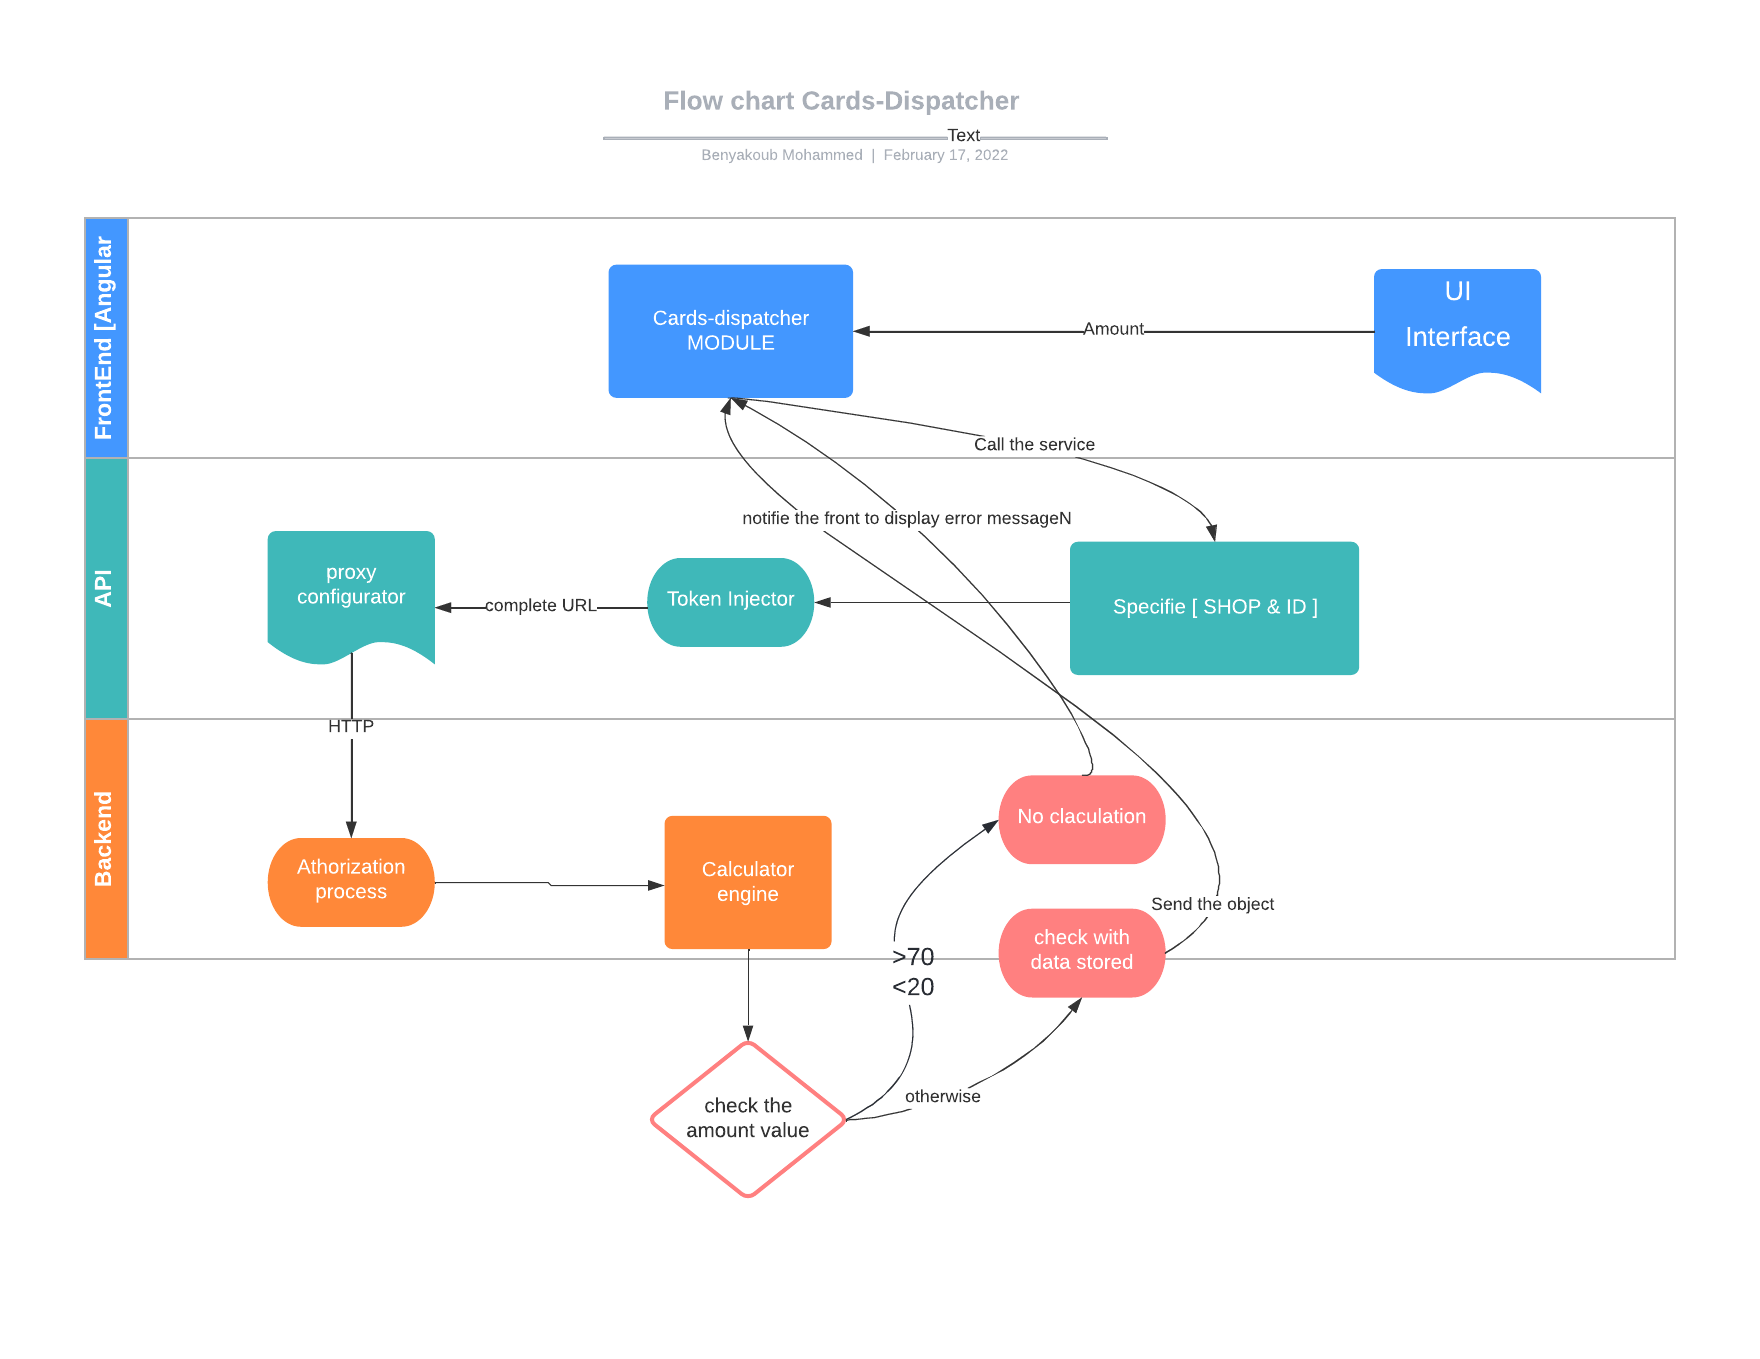 Flow chart Cards-Dispatcher
Text
Benyakoub Mohammed | February 17, 2022
FrontEnd [Angular
Cards-dispatcher
MODULE
Amount
UI
Interface
Call the service
API
notifie the front to display error messageN
proxy
configurator
complete URL
Token Injector
Specifie [ SHOP & ID ]
HTTP
Backend
No claculation
Athorization
process
Calculator
engine
Send the object
check with
data stored
>70
<20
otherwise
check the
amount value